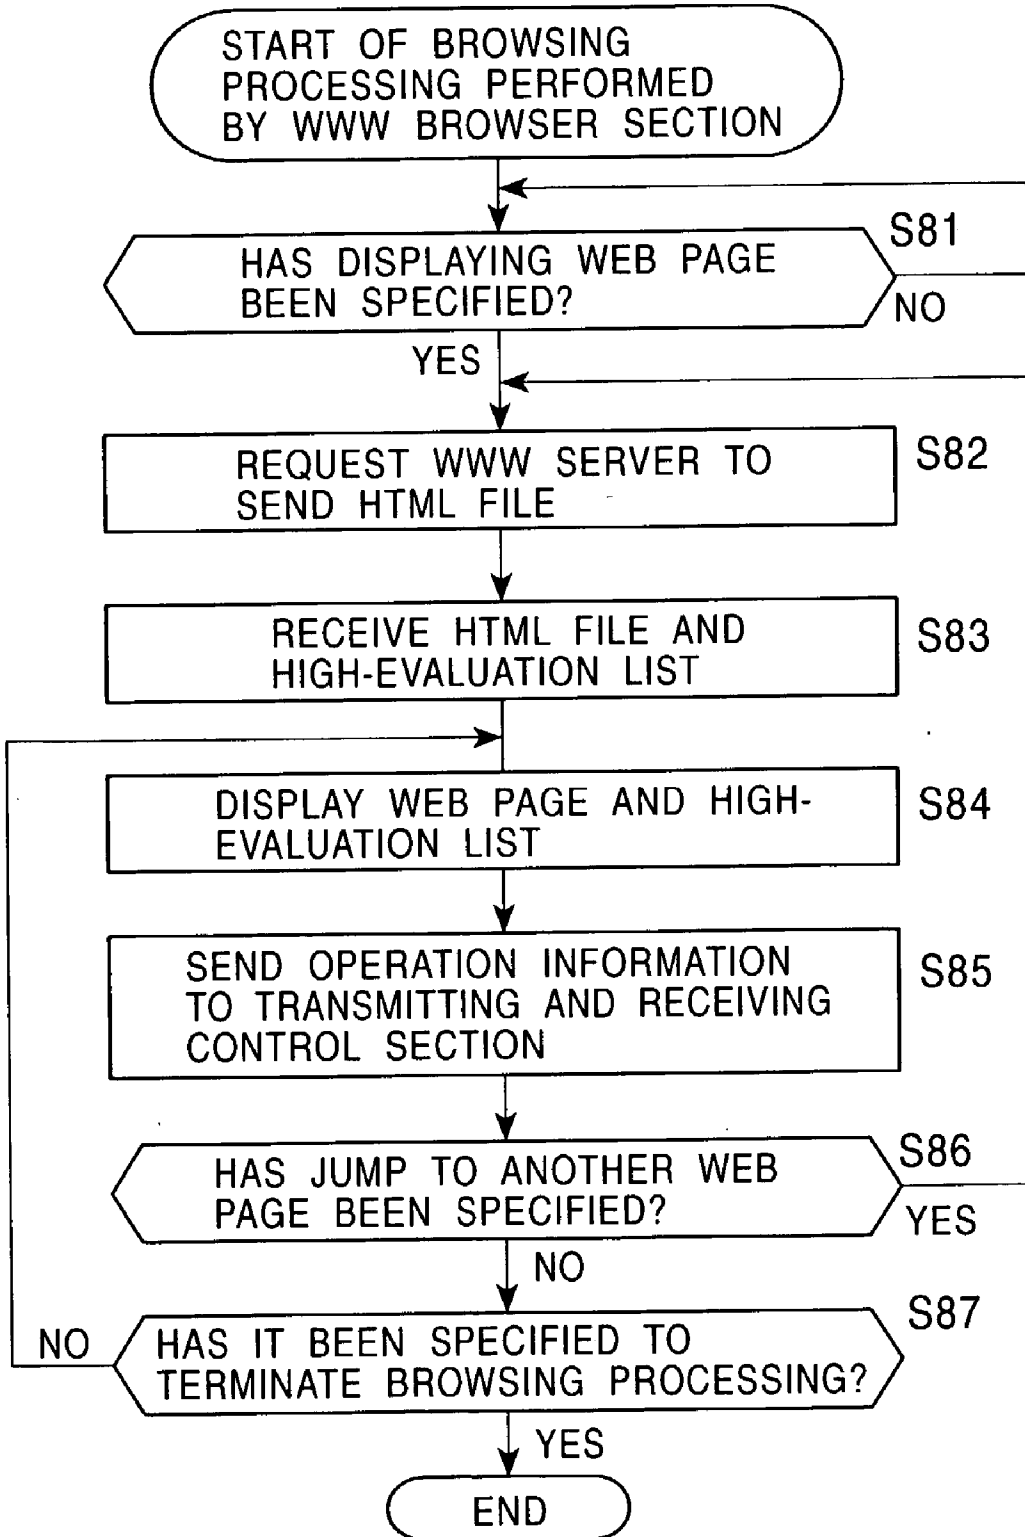 START OF BROWSING
PROCESSING PERFORMED
BY WWW BROWSER SECTION
S81
HAS DISPLAYING WEB PAGE
BEEN SPECIFIED?
NO
YES
S82
REQUEST WWW SERVER TO
SEND HTML FILE
S83
RECEIVE HTML FILE AND
HIGH-EVALUATION LIST
S84
DISPLAY WEB PAGE AND HIGH-
EVALUATION LIST
S85
SEND OPERATION INFORMATION
TO TRANSMITTING AND RECEIVING
CONTROL SECTION
S86
HAS JUMP TO ANOTHER WEB
PAGE BEEN SPECIFIED?
YES
NO
S87
NO
HAS IT BEEN SPECIFIED TO
TERMINATE BROWSING PROCESSING?
YES
END